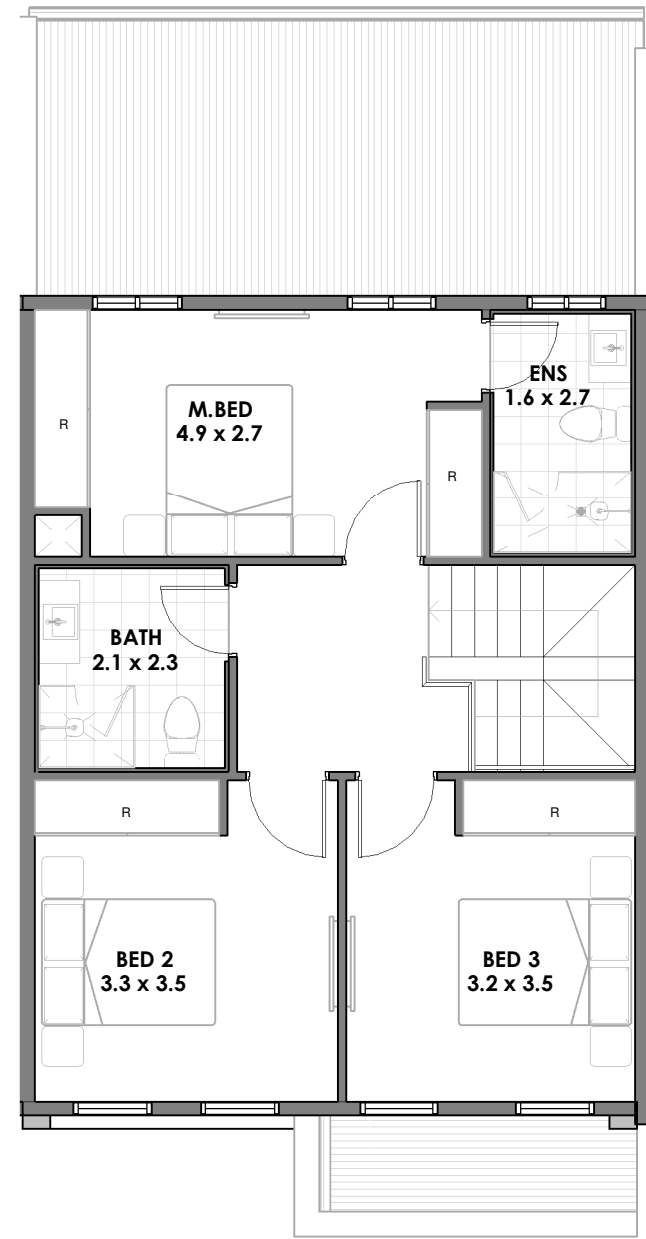 M.BED
4.9 x 2.7
ENS
1.6 x 2.7
R
R
BATH
2.1 x 2.3
R
R
BED 2
3.3 x 3.5
BED 3
3.2 x 3.5